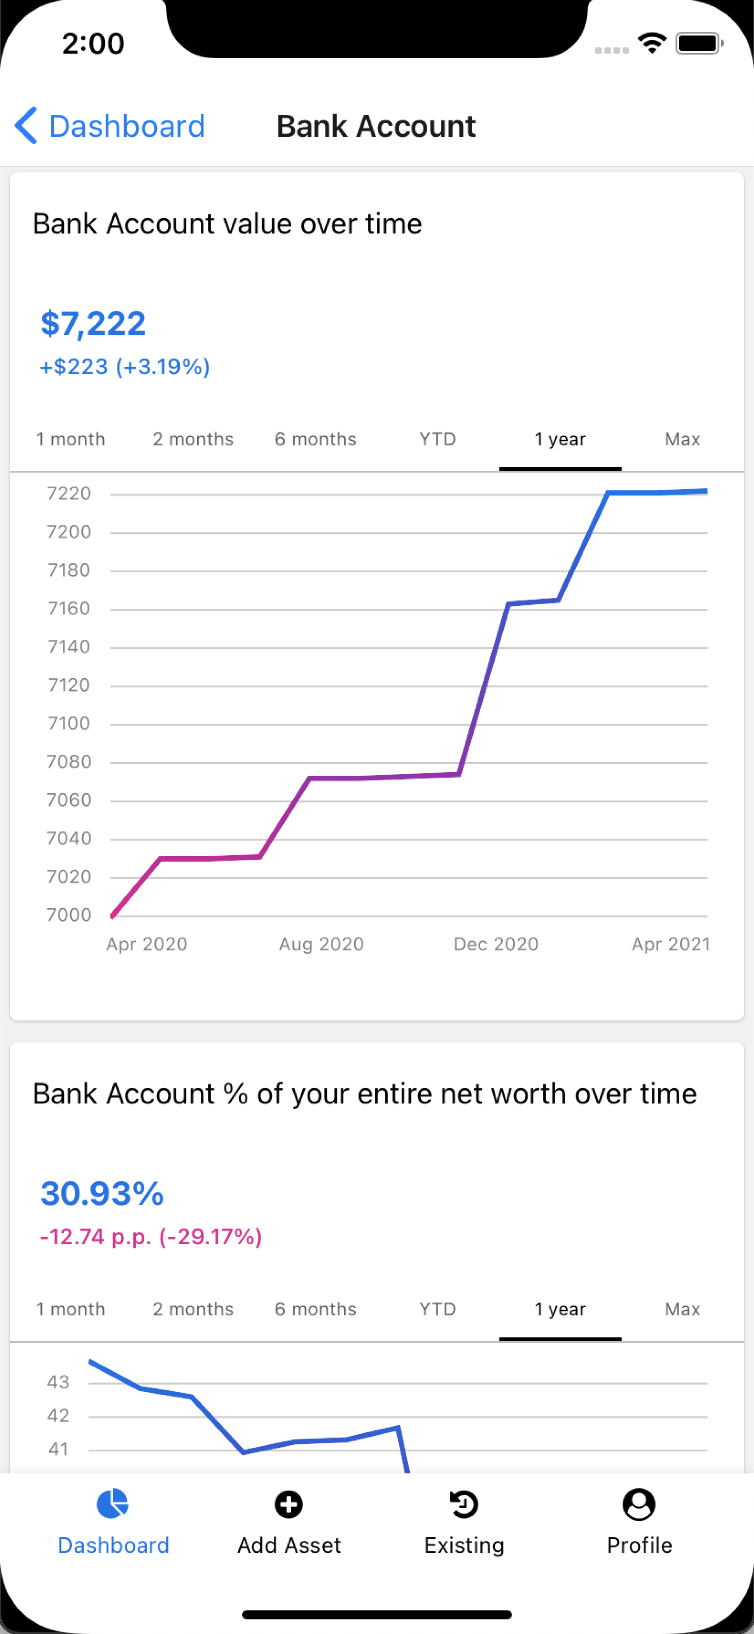 2:00
Dashboard Bank Account
Bank Account value over time
$7,222
+$223 (+3.19%)
1 month 2 months 6 months YTD 1 year Max
7220
7200
7180
7160
7140
7120
7100
7080
7060
7040
7020
7000
Apr 2020 Aug 2020 Dec 2020 Apr 2021
Bank Account % of your entire net worth over time
30.93%
-12.74 p.p. (-29.17%)
1 month 2 months 6 months YTD 1 year Max
43
42
41
Dashboard Add Asset Existing Profile